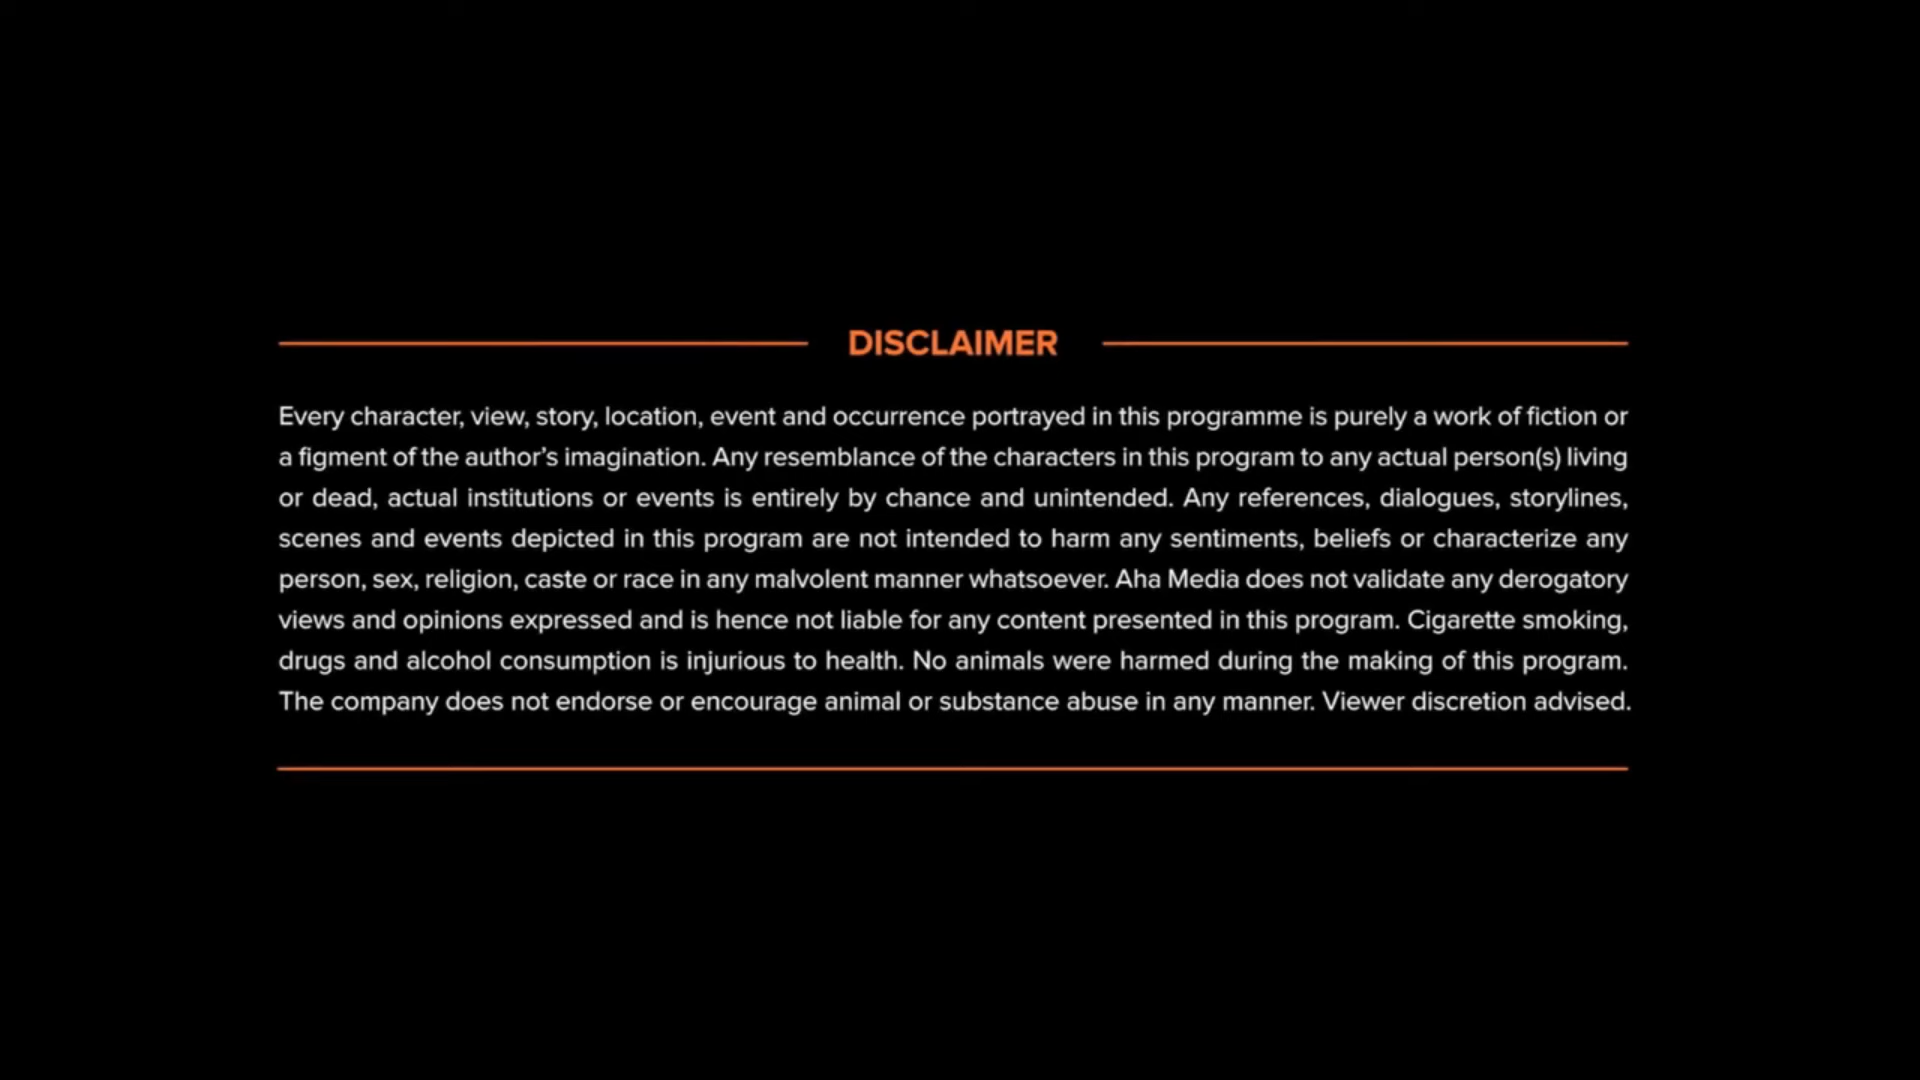 DISCLAIMER
Every character, view, story, location, event and occurrence portrayed in this programme is purely a work of fiction or
a figment of the author's imagination. Any resemblance of the characters in this program to any actual person(s) living
or dead, actual institutions or events is entirely by chance and unintended. Any references, dialogues, storylines,
scenes and events depicted in this program are not intended to harm any sentiments, beliefs or characterize any
person, sex, religion, caste or race in any malvolent manner whatsoever. Aha Media does not validate any derogatory
views and opinions expressed and is hence not liable for any content presented in this program. Cigarette smoking,
drugs and alcohol consumption is injurious to health. No animals were harmed during the making of this program.
The company does not endorse or encourage animal or substance abuse in any manner. Viewer discretion advised.